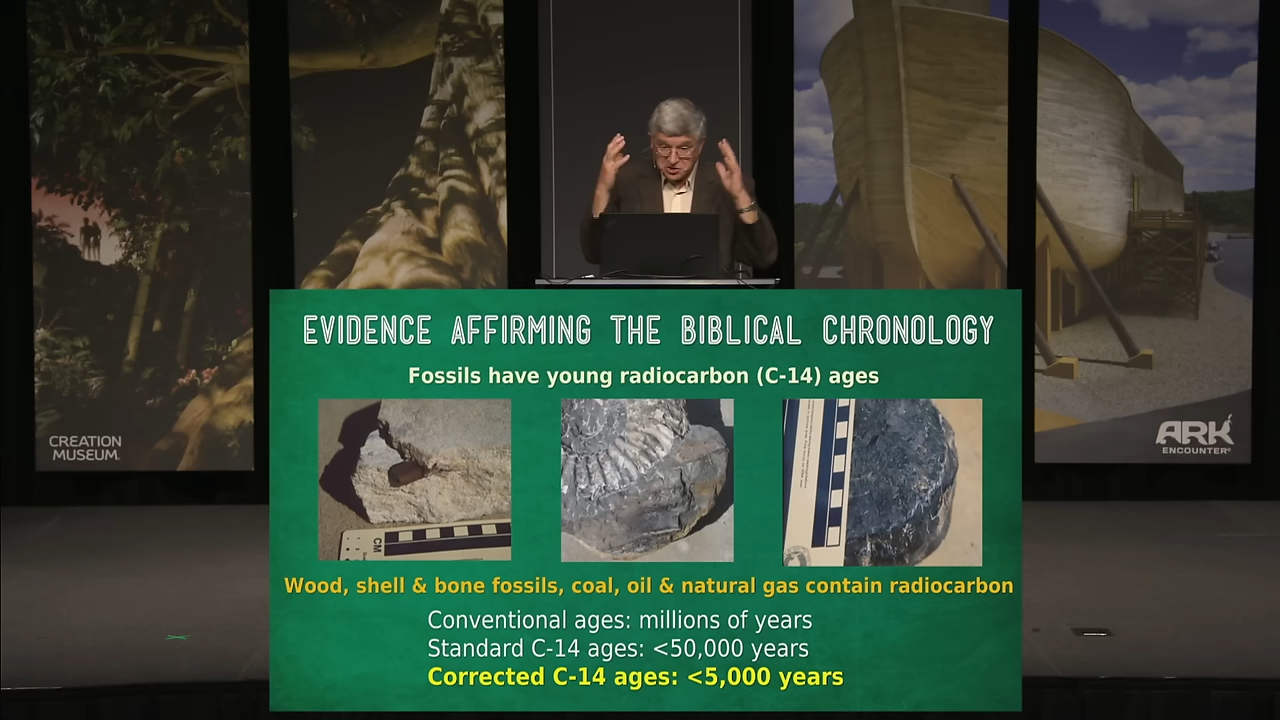 CREATION
MUSEUM
ARK
ENCOUNTER
EVIDENCE AFFIRMING THE BIBLICAL CHRONOLOGY
Fossils have young radiocarbon (C-14) ages
CM
Wood, shell & bone fossils, coal, oil & natural gas contain radiocarbon
Conventional ages: millions of years
Standard C-14 ages: <50,000 years
Corrected C-14 ages: <5,000 years